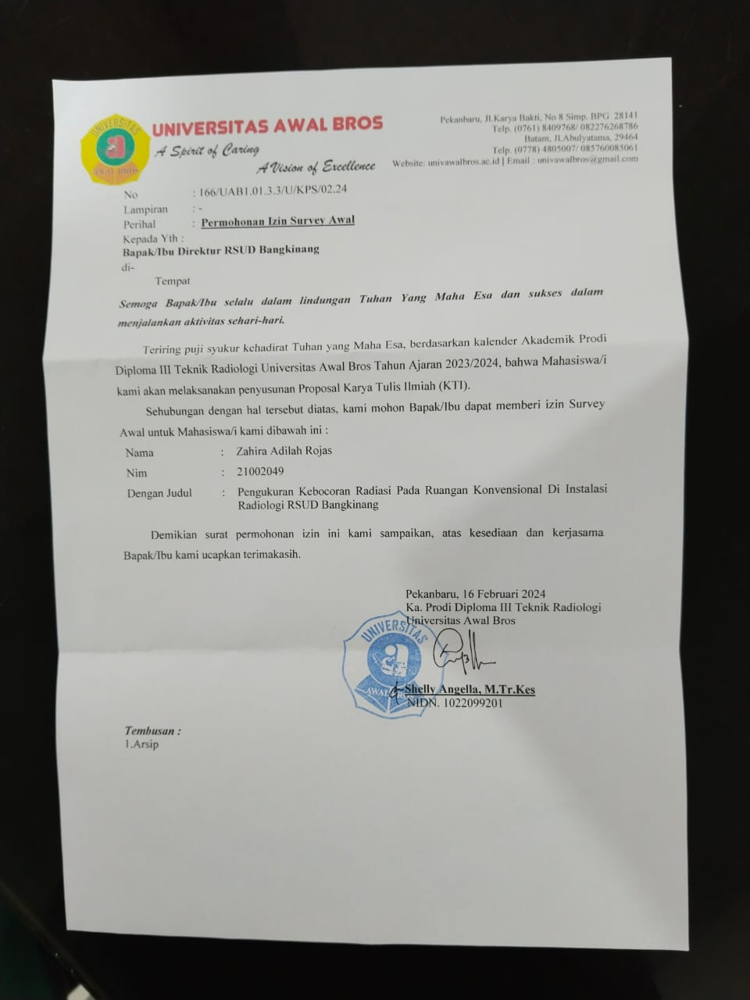 UNIVERSITAS AWAL BROS
UNIVERSITAS AWAL BROS
A Spirit of Caring
A Vision of Excellence
Pekanbaru, Jl.Karya Bakti, No 8 Simp. BPG 28141
Telp. (0761) 8409768/ 082276268786
Batam, Jl.Abulyatama, 29464
Telp. (0778) 4805007/ 085760085061
Website: univawalbros.ac.id | Email : univawalbros@gmail.com
No : 166/UAB1.01.3.3/U/KPS/02.24
Lampiran : -
Perihal : Permohonan Izin Survey Awal
Kepada Yth :
Bapak/Ibu Direktur RSUD Bangkinang
di-
Tempat
Semoga Bapak/Ibu selalu dalam lindungan Tuhan Yang Maha Esa dan sukses dalam
menjalankan aktivitas sehari-hari.
Teriring puji syukur kehadirat Tuhan yang Maha Esa, berdasarkan kalender Akademik Prodi
Diploma III Teknik Radiologi Universitas Awal Bros Tahun Ajaran 2023/2024, bahwa Mahasiswa/i
kami akan melaksanakan penyusunan Proposal Karya Tulis Ilmiah (KTI).
Sehubungan dengan hal tersebut diatas, kami mohon Bapak/Ibu dapat memberi izin Survey
Awal untuk Mahasiswa/i kami dibawah ini :
Nama : Zahira Adilah Rojas
Nim : 21002049
Dengan Judul : Pengukuran Kebocoran Radiasi Pada Ruangan Konvensional Di Instalasi
Radiologi RSUD Bangkinang
Demikian surat permohonan izin ini kami sampaikan, atas kesediaan dan kerjasama
Bapak/Ibu kami ucapkan terimakasih.
Pekanbaru, 16 Februari 2024
Ka. Prodi Diploma III Teknik Radiologi
Universitas Awal Bros
UNIVERSITAS
AWAL BROS
Shelly Angella, M.Tr.Kes
NIDN. 1022099201
Tembusan :
1.Arsip